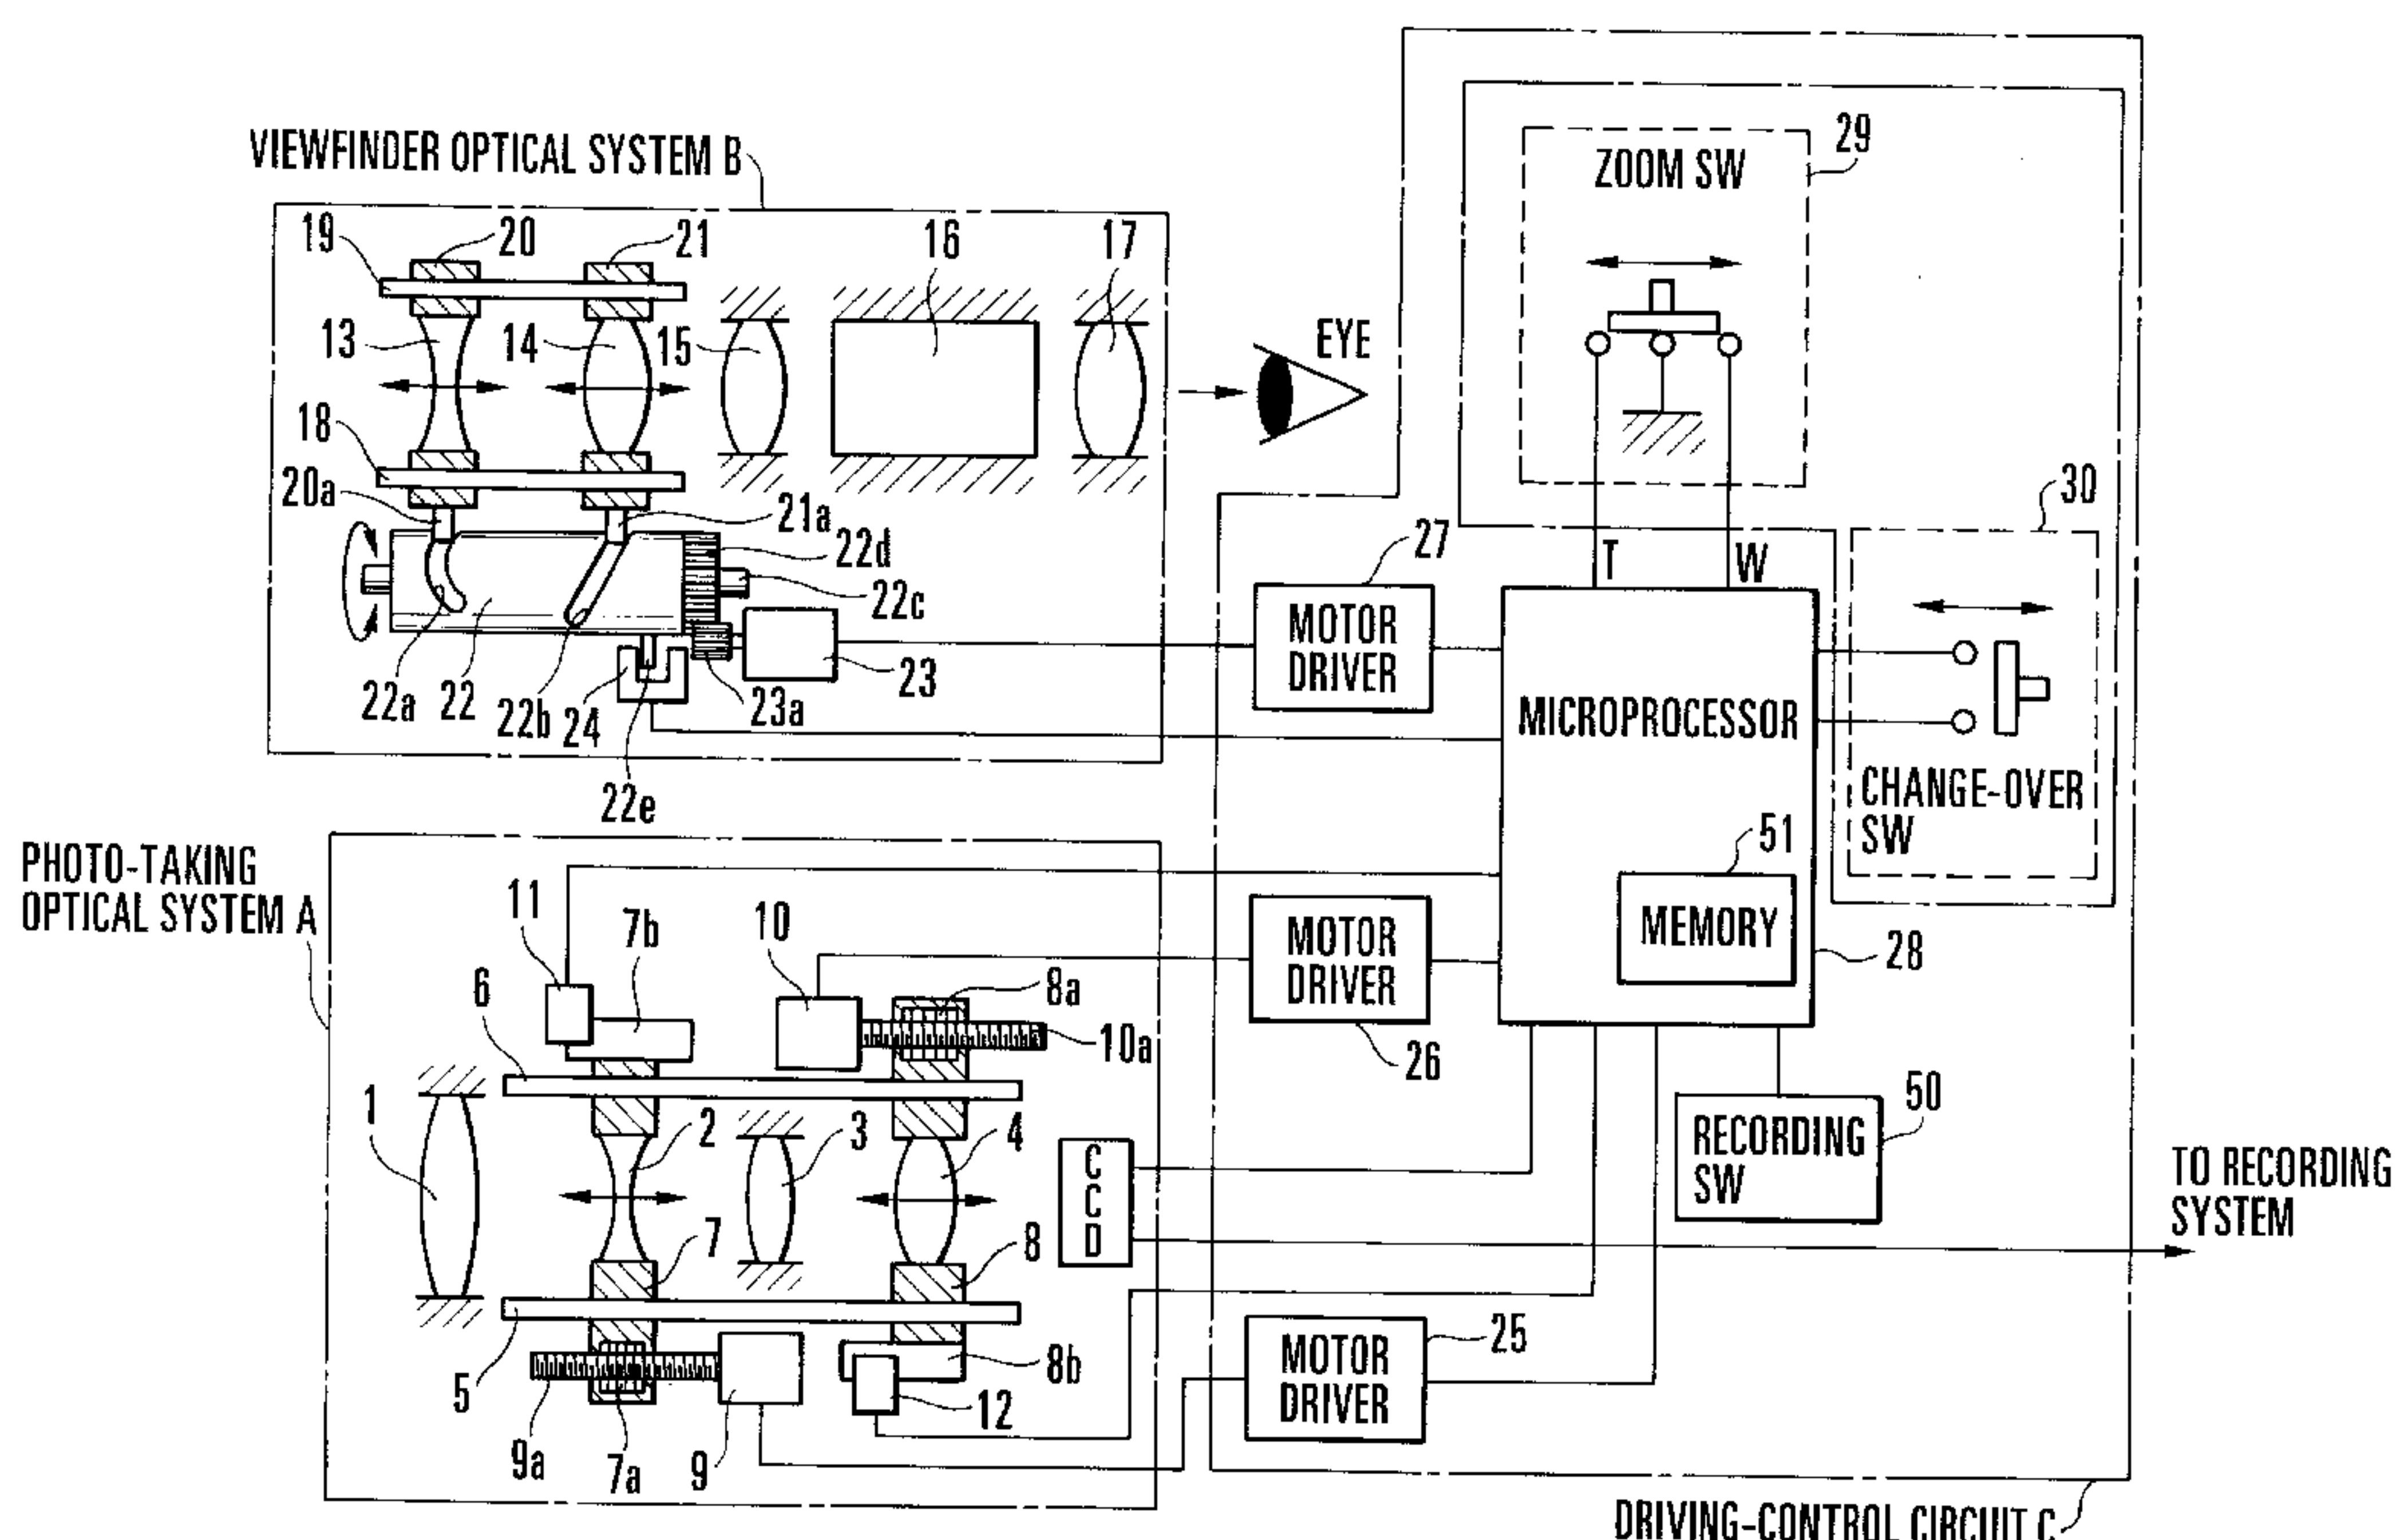 VIEWFINDER OPTICAL SYSTEM B
29
ZOOM SW
19
20
21
16
17
13
14
15
EYE
18
20a
21a
22d
22c
27
T
W
30
MOTOR
DRIVER
22a
22
22b
24
23a
23
22e
MICROPROCESSOR
CHANGE-OVER
SW
PHOTO-TAKING
OPTICAL SYSTEM A
51
MEMORY
28
11
7b
10
6
8a
10a
MOTOR
DRIVER
26
1
2
3
4
CCD
50
RECORDING
SW
TO RECORDING
SYSTEM
7
8
5
8b
25
MOTOR
DRIVER
9a
7a
9
12
DRIVING-CONTROL CIRCUIT C